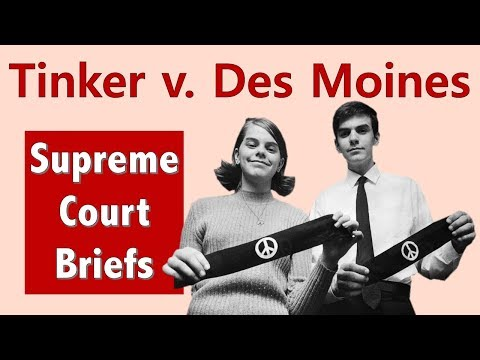 Tinker v. Des Moines
Supreme
Court
Briefs